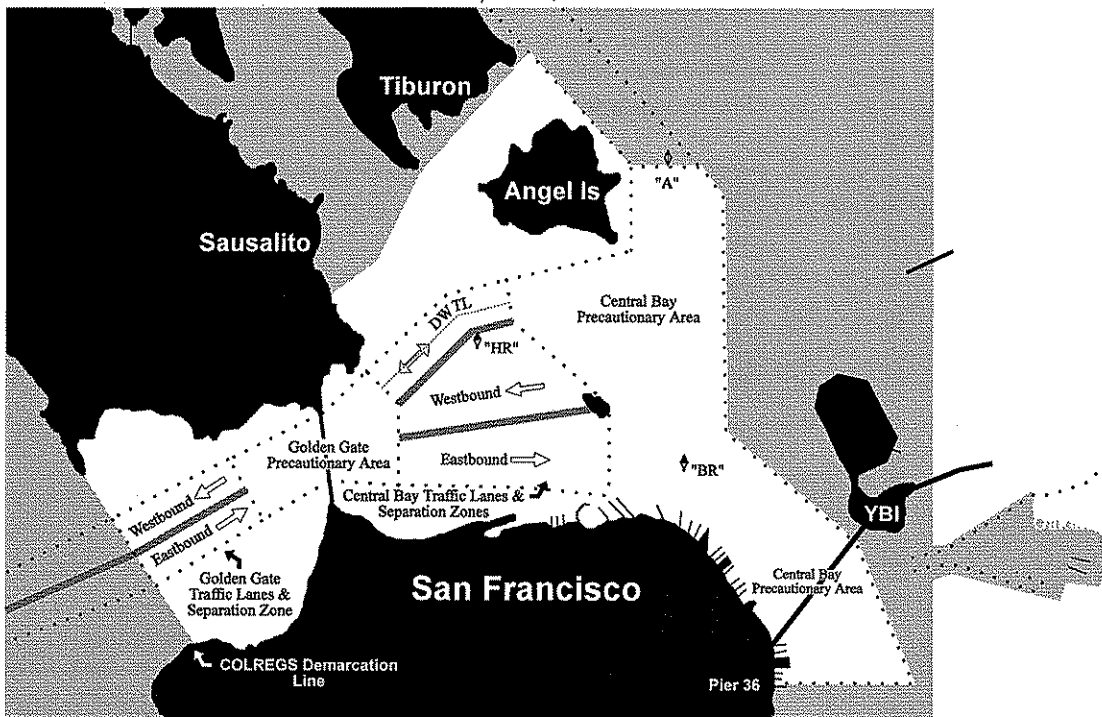 Tiburon
Angel Is
"A"
Sausalito
DW TL
"HR"
Central Bay
Precautionary Area
Westbound
Golden Gate
Precautionary Area
Eastbound
"BR"
Westbound
Eastbound
Central Bay Traffic Lanes &
Separation Zones
YBI
Golden Gate
Traffic Lanes &
Separation Zone
San Francisco
Central Bay
Precautionary Area
COLREGS Demarcation
Line
Pier 36